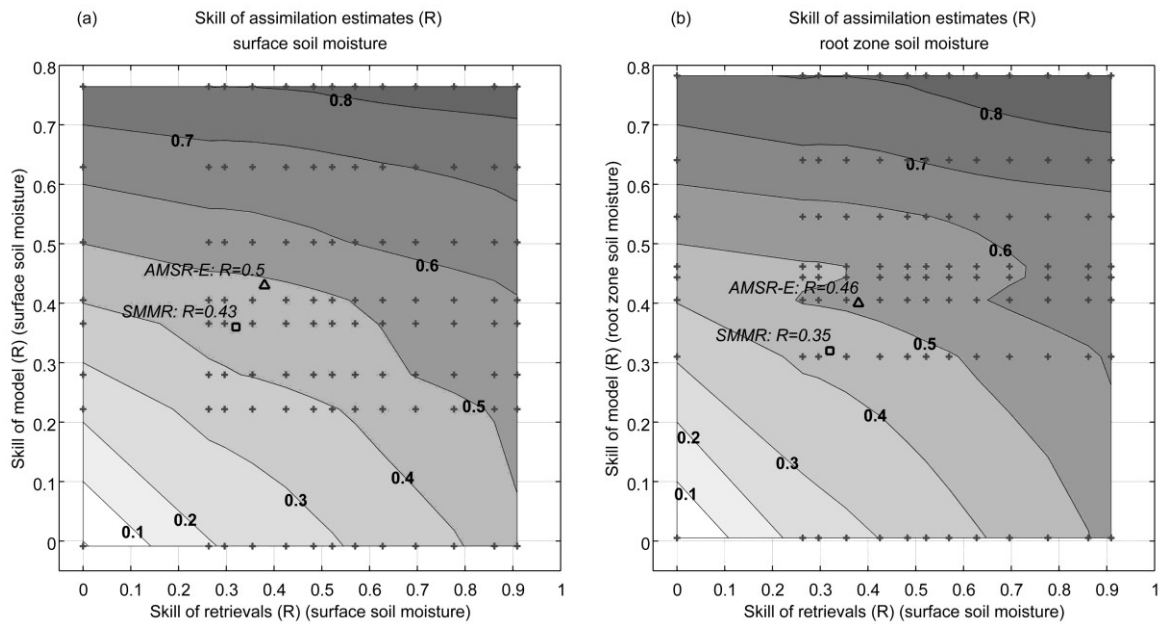 (a) Skill of assimilation estimates (R)
surface soil moisture
0.8
0.7
0.6
0.5
0.4
0.3
0.2
0.1
0
Skill of model (R) (surface soil moisture)
0.8
0.7
0.6
AMSR-E: R=0.5
SMMR: R=0.43
0.5
0.4
0.3
0.2
0.1
0 0.1 0.2 0.3 0.4 0.5 0.6 0.7 0.8 0.9 1
Skill of retrievals (R) (surface soil moisture)
(b) Skill of assimilation estimates (R)
root zone soil moisture
0.8
0.7
0.6
0.5
0.4
0.3
0.2
0.1
0
Skill of model (R) (root zone soil moisture)
0.8
0.7
0.6
AMSR-E: R=0.46
SMMR: R=0.35
0.5
0.4
0.3
0.2
0.1
0 0.1 0.2 0.3 0.4 0.5 0.6 0.7 0.8 0.9 1
Skill of retrievals (R) (surface soil moisture)